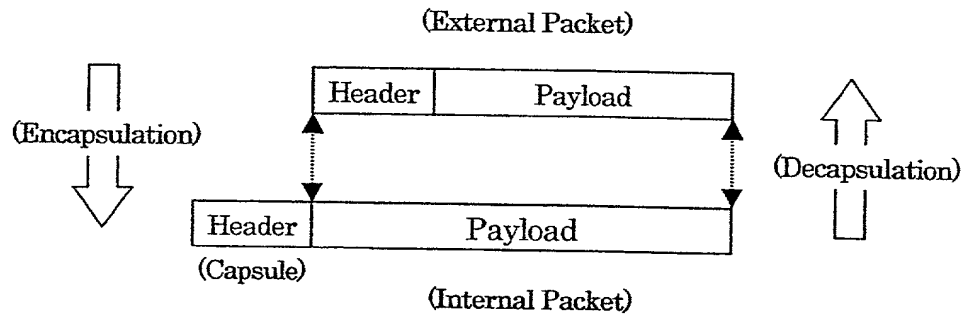 (External Packet)
Header Payload
(Encapsulation)
(Decapsulation)
Header Payload
(Capsule)
(Internal Packet)